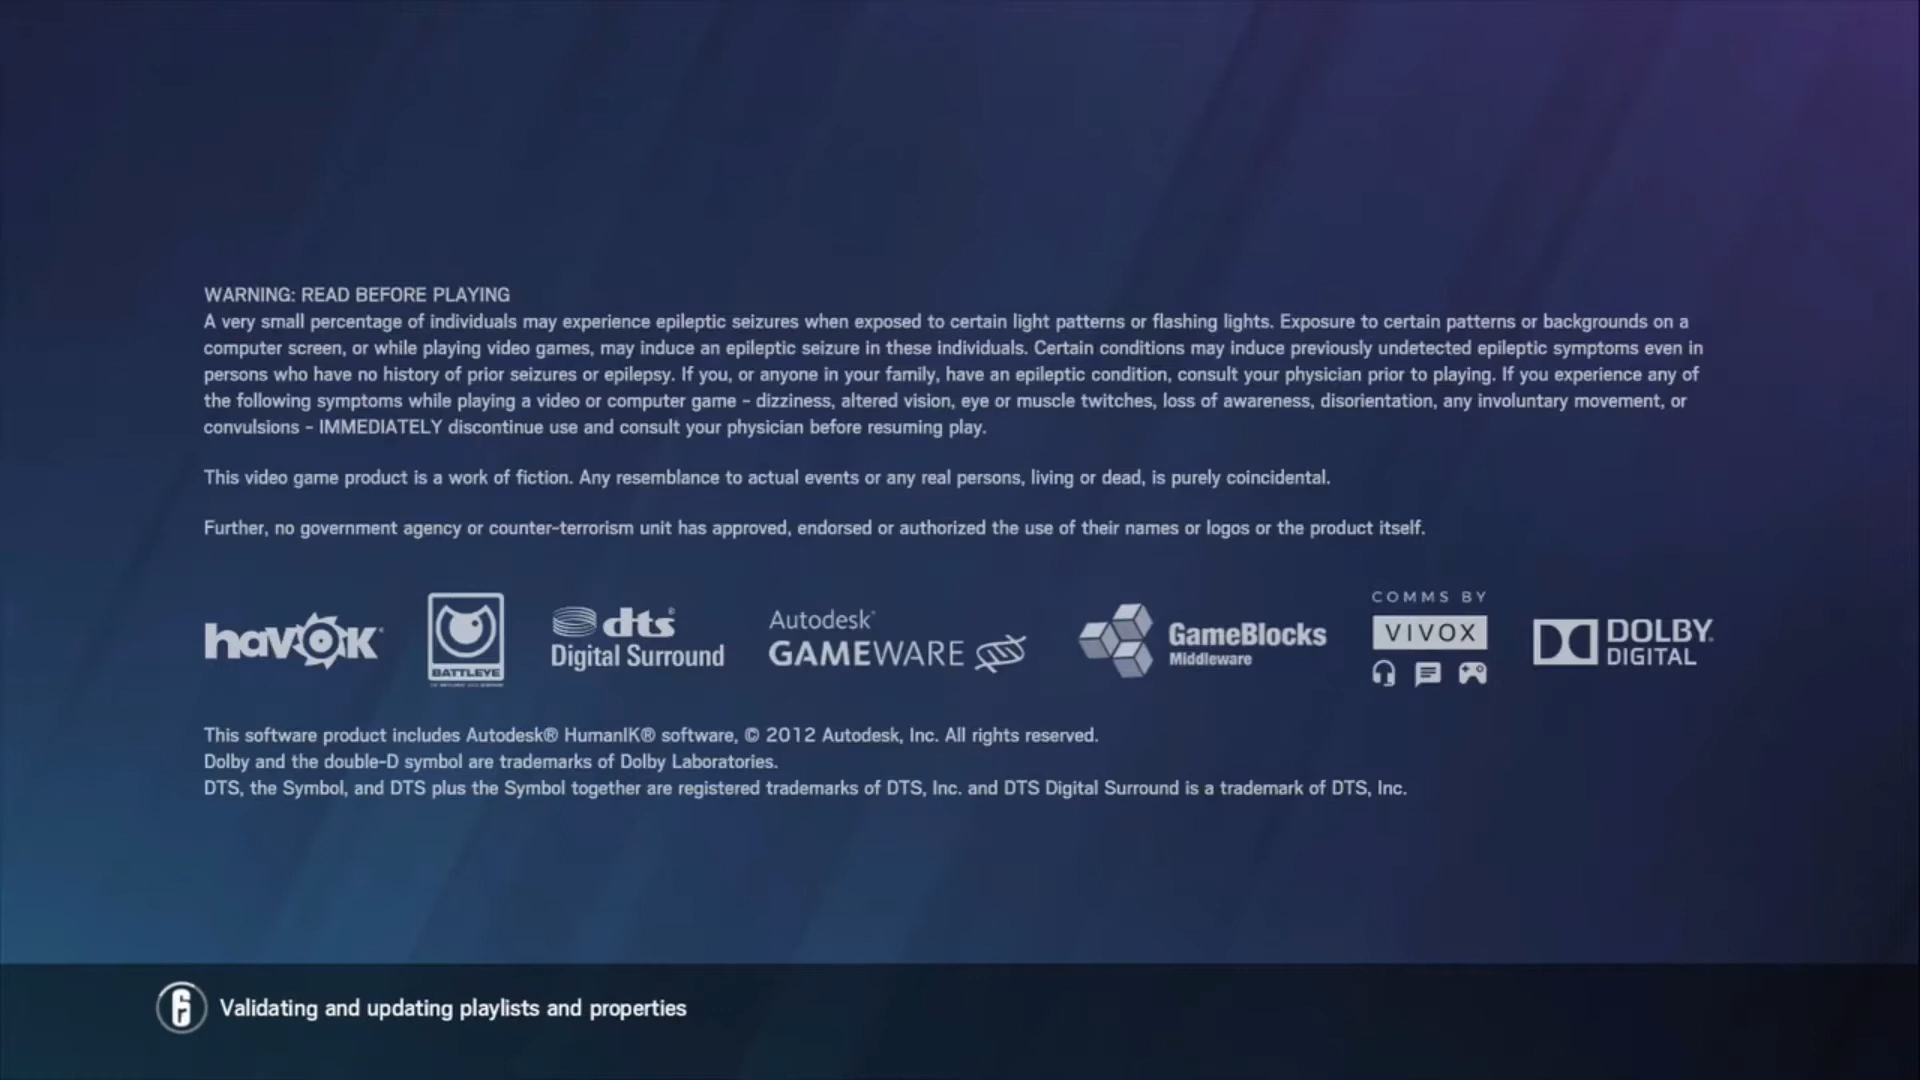 WARNING: READ BEFORE PLAYING
A very small percentage of individuals may experience epileptic seizures when exposed to certain light patterns or flashing lights. Exposure to certain patterns or backgrounds on a
computer screen, or while playing video games, may induce an epileptic seizure in these individuals. Certain conditions may induce previously undetected epileptic symptoms even in
persons who have no history of prior seizures or epilepsy. If you, or anyone in your family, have an epileptic condition, consult your physician prior to playing. If you experience any of
the following symptoms while playing a video or computer game - dizziness, altered vision, eye or muscle twitches, loss of awareness, disorientation, any involuntary movement, or
convulsions - IMMEDIATELY discontinue use and consult your physician before resuming play.
This video game product is a work of fiction. Any resemblance to actual events or any real persons, living or dead, is purely coincidental.
Further, no government agency or counter-terrorism unit has approved, endorsed or authorized the use of their names or logos or the product itself.
havok
BATTLEYE
dts
Digital Surround
Autodesk®
GAMEWARE
GameBlocks
Middleware
COMMS BY
VIVOX
DOLBY
DIGITAL
This software product includes Autodesk® HumanIK® software, © 2012 Autodesk, Inc. All rights reserved.
Dolby and the double-D symbol are trademarks of Dolby Laboratories.
DTS, the Symbol, and DTS plus the Symbol together are registered trademarks of DTS, Inc. and DTS Digital Surround is a trademark of DTS, Inc.
Validating and updating playlists and properties